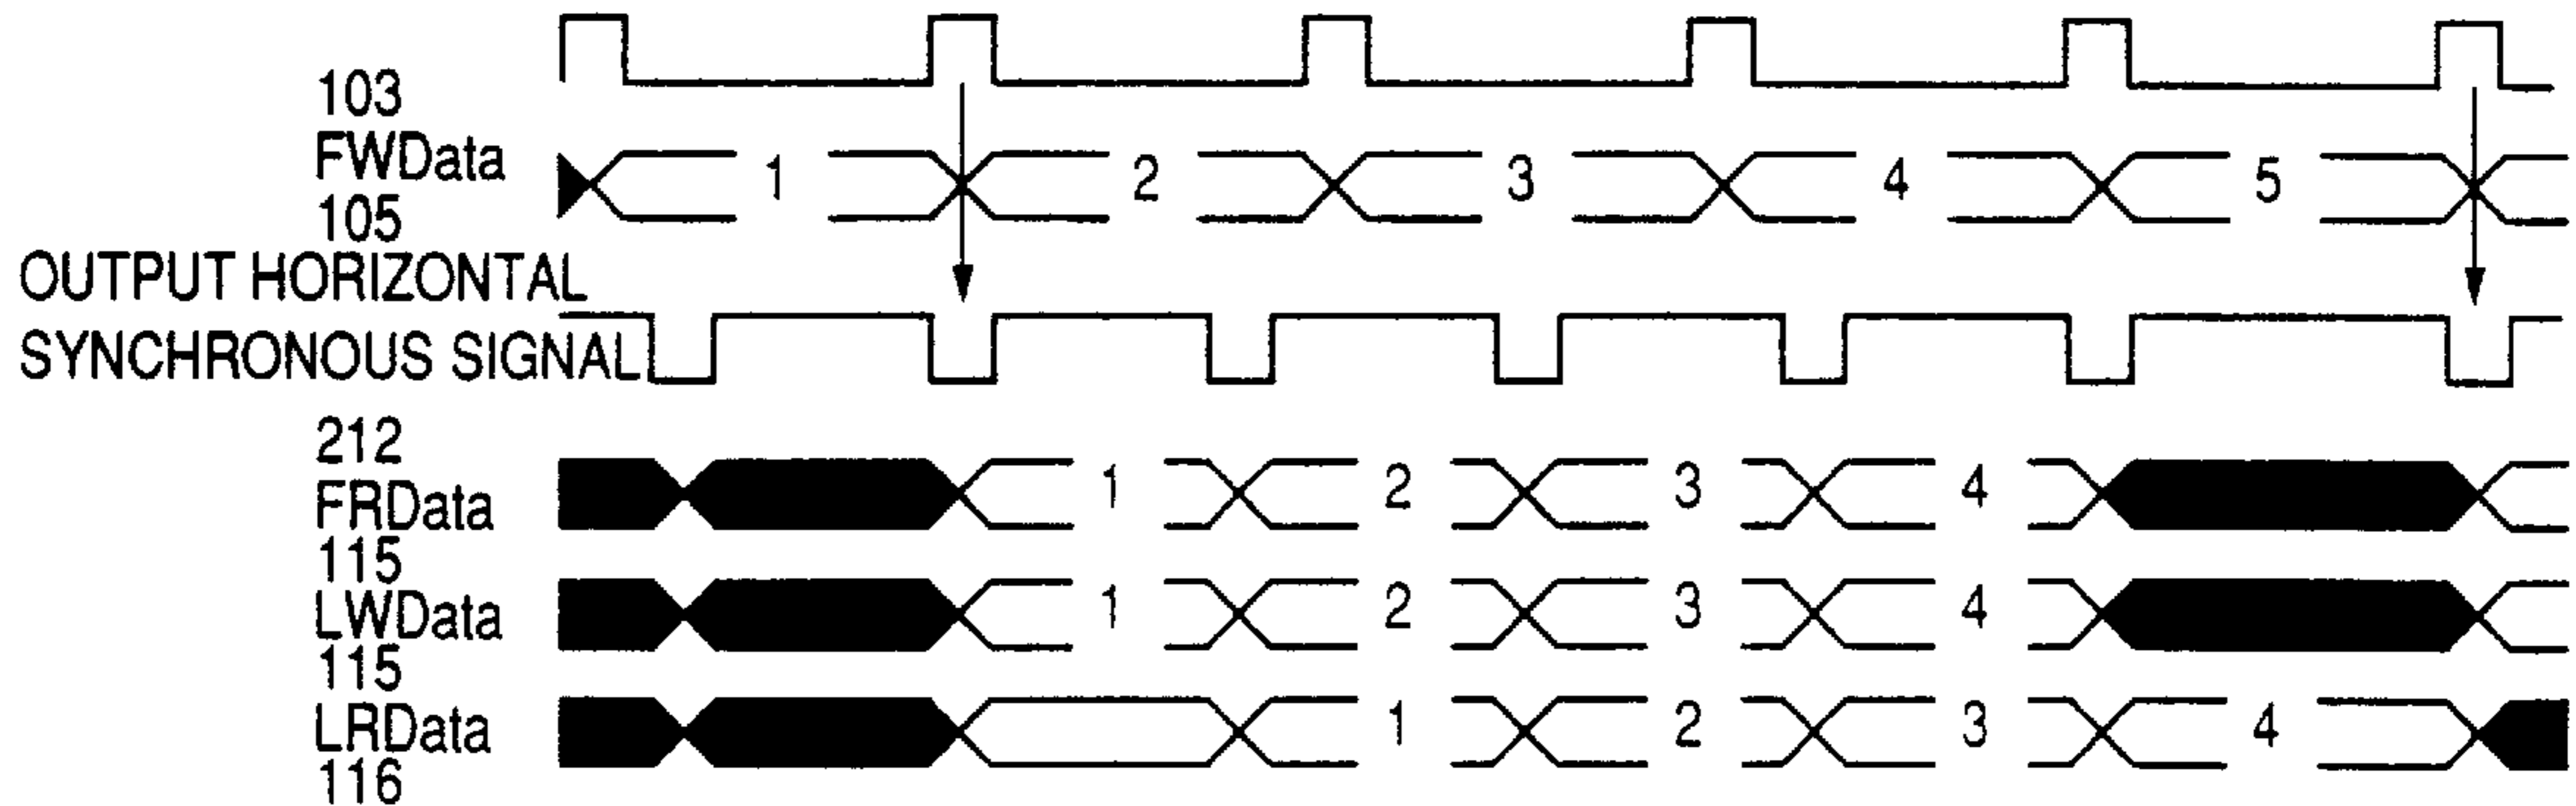 103
FWData 1 2 3 4 5
105
OUTPUT HORIZONTAL
SYNCHRONOUS SIGNAL
212
FRData 1 2 3 4
115
LWData 1 2 3 4
115
LRData 1 2 3 4
116